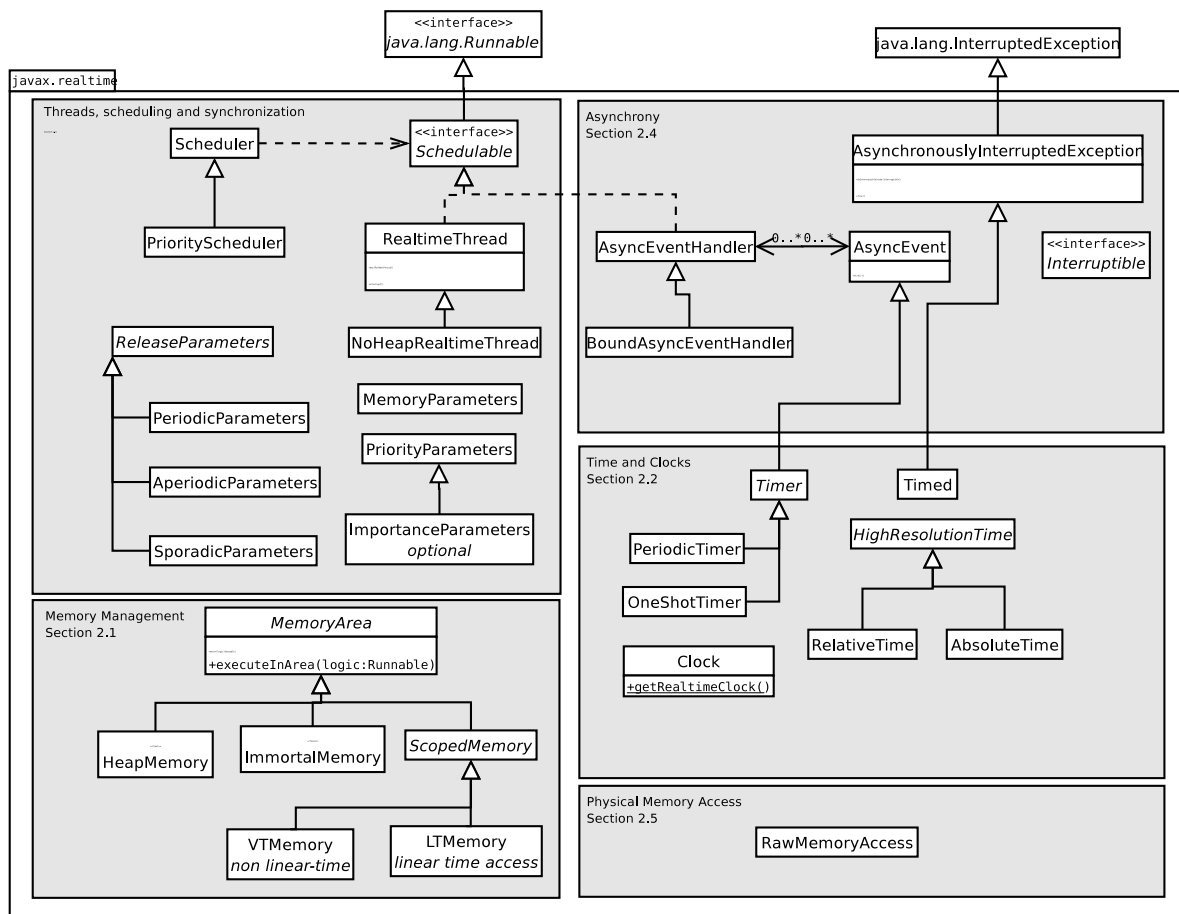 <<interface>>
java.lang.Runnable
java.lang.InterruptedException
javax.realtime
Threads, scheduling and synchronization
Scheduler
<<interface>>
Schedulable
PriorityScheduler
RealtimeThread
NoHeapRealtimeThread
ReleaseParameters
PeriodicParameters
AperiodicParameters
SporadicParameters
MemoryParameters
PriorityParameters
ImportanceParameters
optional
Asynchrony
Section 2.4
AsynchronouslyInterruptedException
AsyncEventHandler
0..*
0..*
AsyncEvent
<<interface>>
Interruptible
BoundAsyncEventHandler
Time and Clocks
Section 2.2
Timer
Timed
PeriodicTimer
HighResolutionTime
OneShotTimer
RelativeTime
AbsoluteTime
Clock
+getRealtimeClock()
Memory Management
Section 2.1
MemoryArea
+executeInArea(logic:Runnable)
HeapMemory
ImmortalMemory
ScopedMemory
VTMemory
non linear-time
LTMemory
linear time access
Physical Memory Access
Section 2.5
RawMemoryAccess